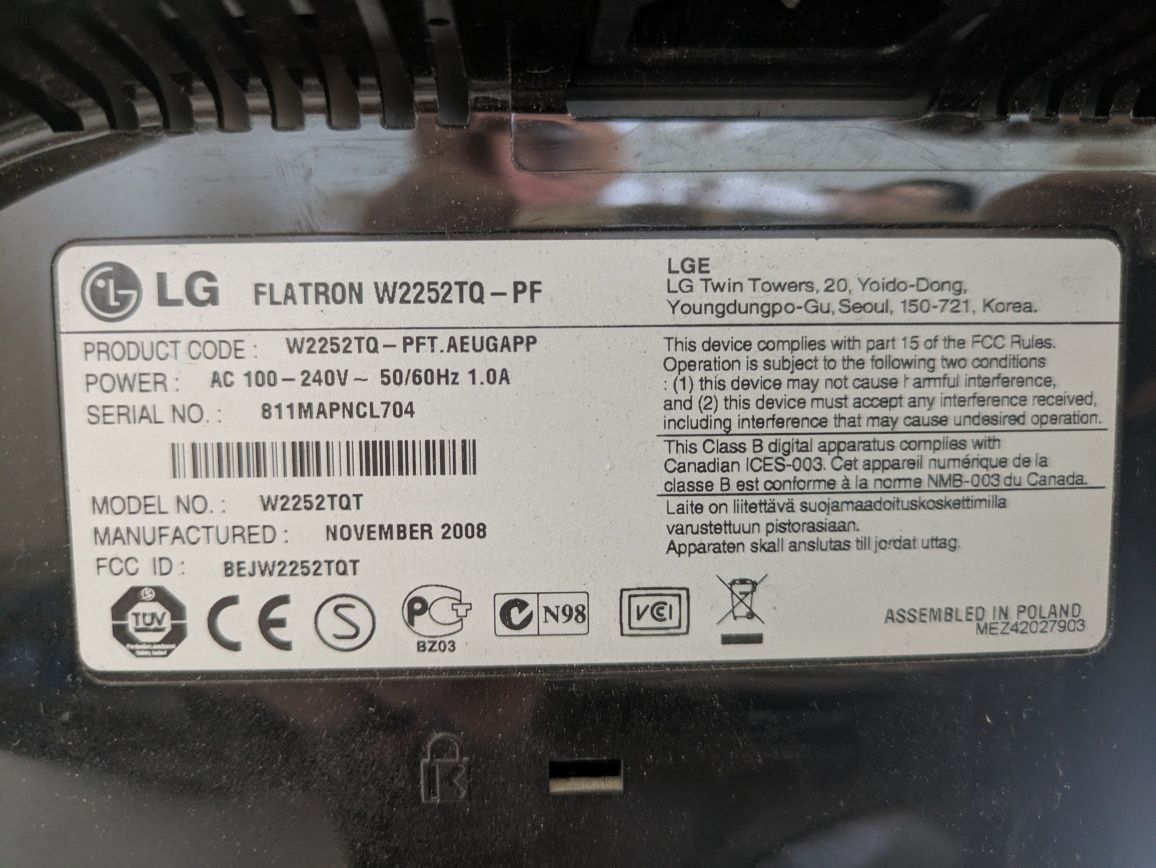 LG FLATRON W2252TQ-PF
LGE
LG Twin Towers, 20, Yoido-Dong,
Youngdungpo-Gu, Seoul, 150-721, Korea.
PRODUCT CODE : W2252TQ-PFT.AEUGAPP
POWER : AC 100-240V~ 50/60Hz 1.0A
SERIAL NO. : 811MAPNCL704
MODEL NO. : W2252TQT
MANUFACTURED : NOVEMBER 2008
FCC ID : BEJW2252TQT
This device complies with part 15 of the FCC Rules.
Operation is subject to the following two conditions
: (1) this device may not cause harmful interference,
and (2) this device must accept any interference received,
including interference that may cause undesired operation.
This Class B digital apparatus complies with
Canadian ICES-003. Cet appareil numérique de la
classe B est conforme à la norme NMB-003 du Canada.
Laite on liitettävä suojamaadoituskoskettimilla
varustettuun pistorasiaan.
Apparaten skall anslutas till jordat uttag.
TÜV
CE
S
PCT
BZ03
N98
VCI
ASSEMBLED IN POLAND
MEZ42027903